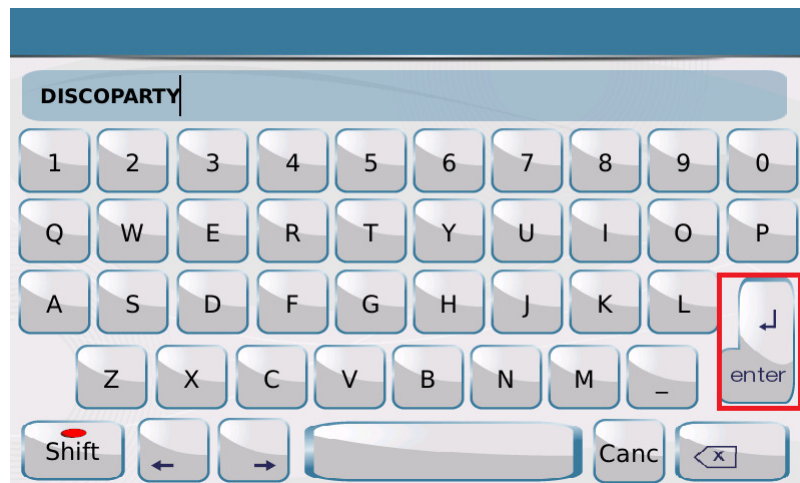 DISCOPARTY
1 2 3 4 5 6 7 8 9 0
Q W E R T Y U I O P
A S D F G H J K L
enter
Z X C V B N M _
Shift Canc x